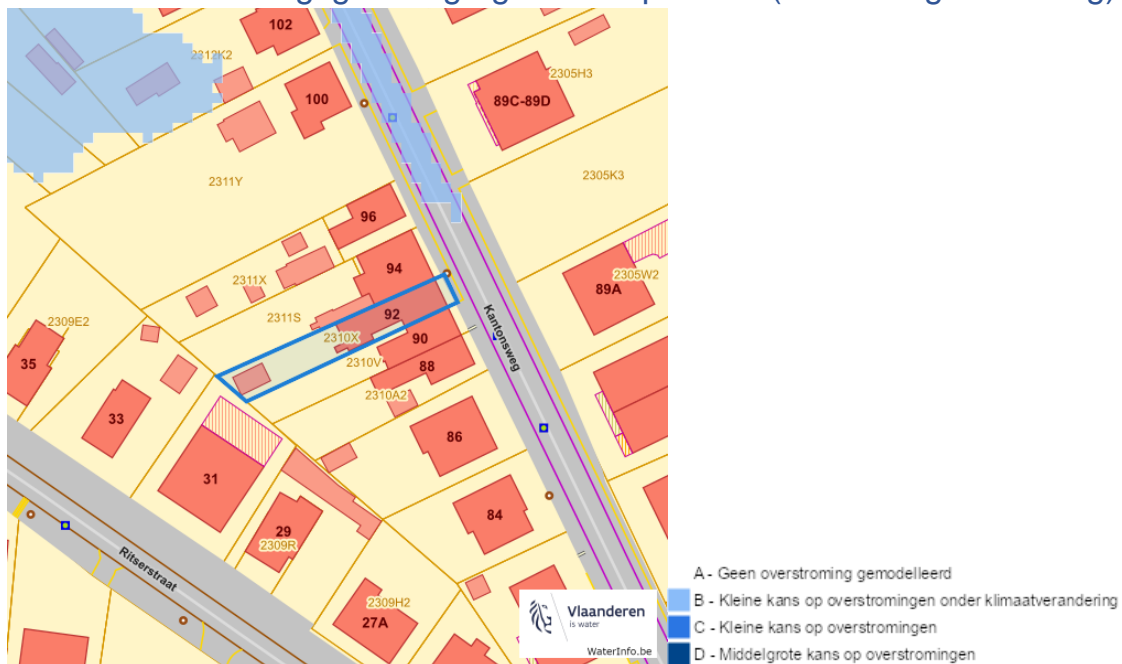 102
2312K2
2305H3
100
89C-89D
2311Y
2305K3
96
94
2305W2
2311X
89A
2311S
92
Kantonsweg
2309E2
2310X
90
35
2310V
88
2310A2
33
86
31
84
29
2309R
Ritserstraat
2309H2
27A
Vlaanderen
is water
WaterInfo.be
A - Geen overstroming gemodelleerd
B - Kleine kans op overstromingen onder klimaatverandering
C - Kleine kans op overstromingen
D - Middelgrote kans op overstromingen